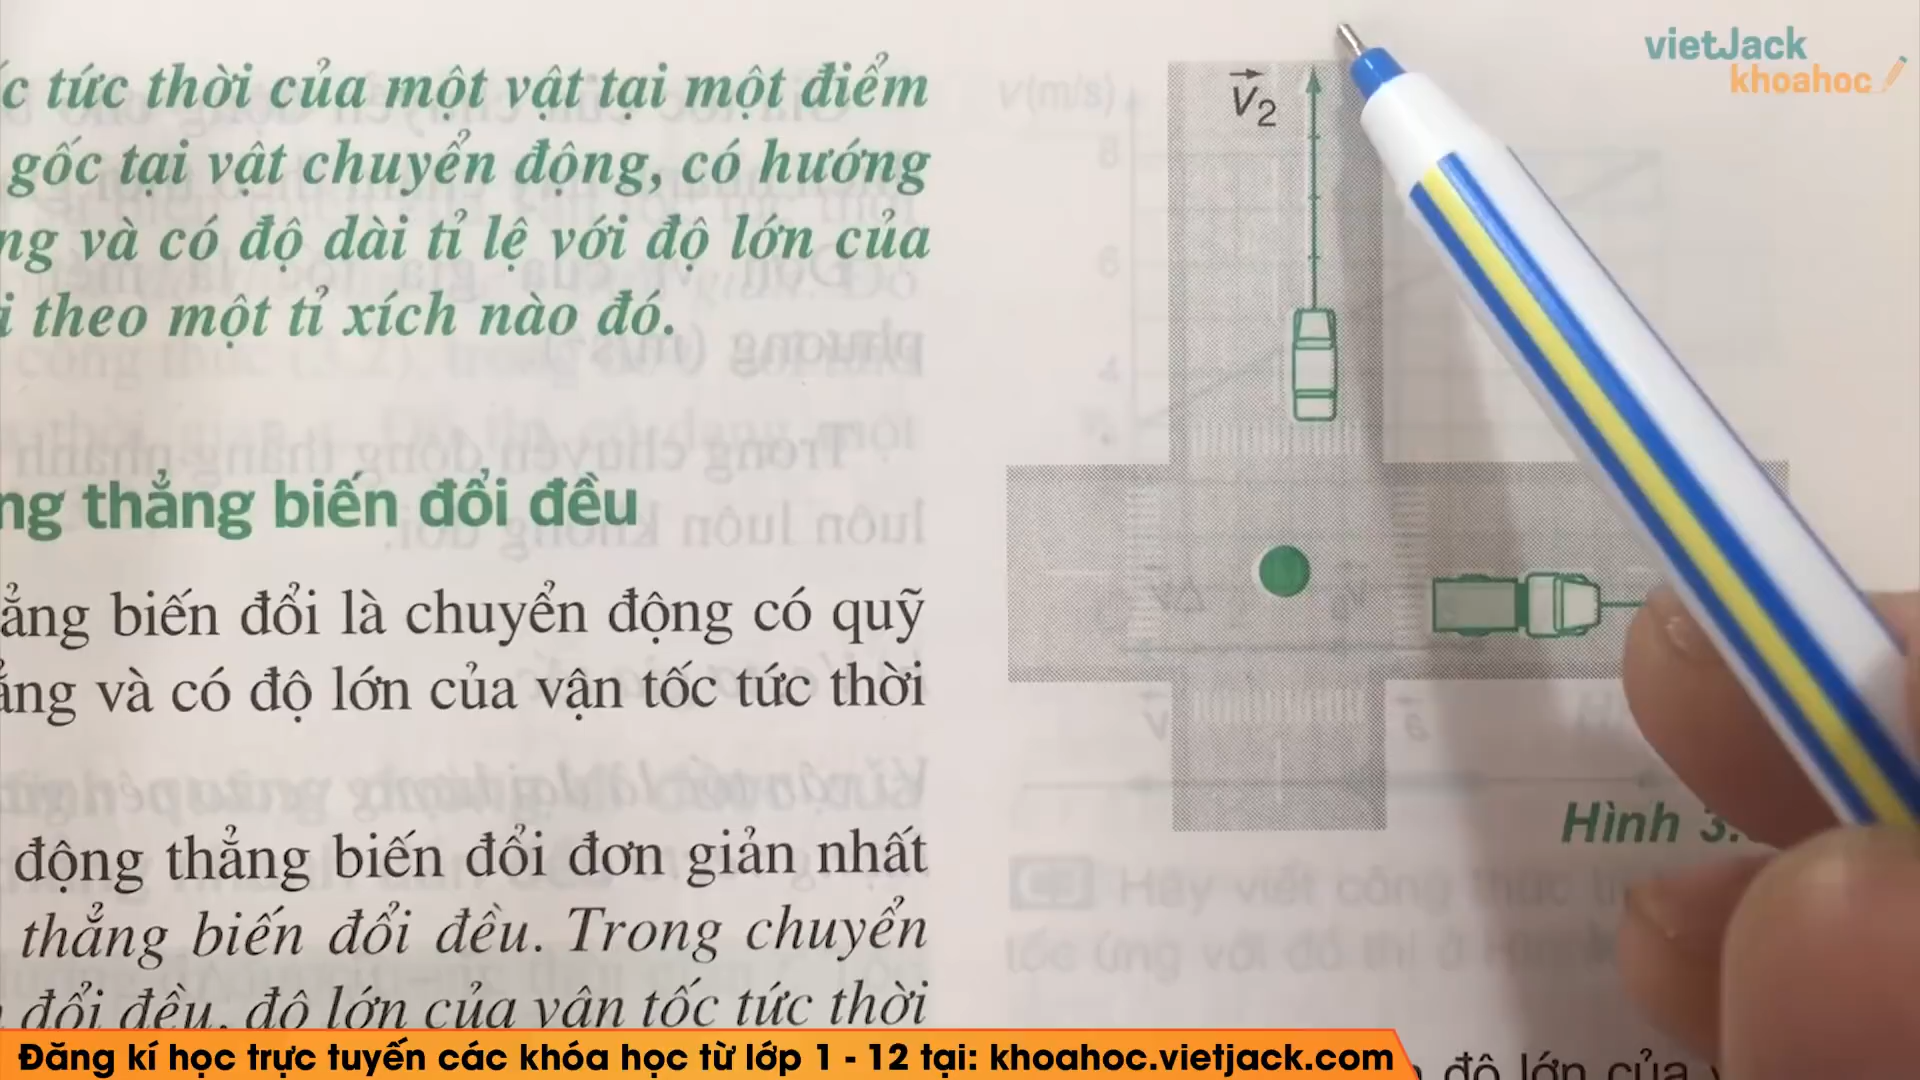 vietJack
khoahoc
c tức thời của một vật tại một điểm
gốc tại vật chuyển động, có hướng
ng và có độ dài tỉ lệ với độ lớn của
i theo một tỉ xích nào đó.
ng thẳng biến đổi đều
ẳng biến đổi là chuyển động có quỹ
ẳng và có độ lớn của vận tốc tức thời
động thẳng biến đổi đơn giản nhất
thẳng biến đổi đều. Trong chuyển
đổi đều, độ lớn của vận tốc tức thời
v2
Hình 3.
độ lớn của
Đăng kí học trực tuyến các khóa học từ lớp 1 - 12 tại: khoahoc.vietjack.com